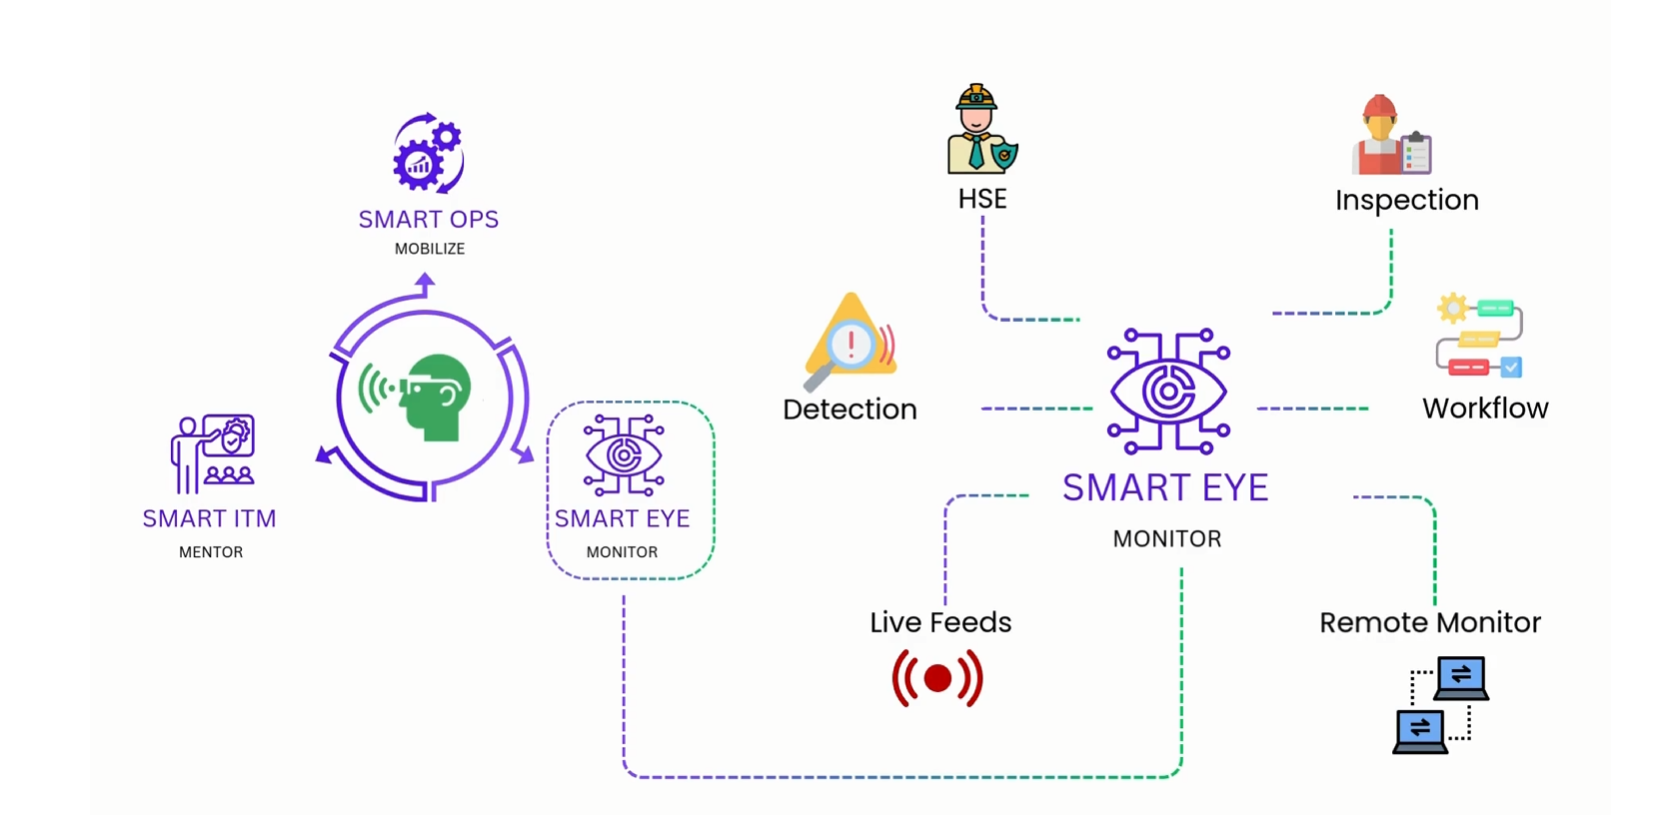 SMART OPS
MOBILIZE
SMART ITM
MENTOR
SMART EYE
MONITOR
HSE
Inspection
Detection
Workflow
SMART EYE
MONITOR
Live Feeds
Remote Monitor